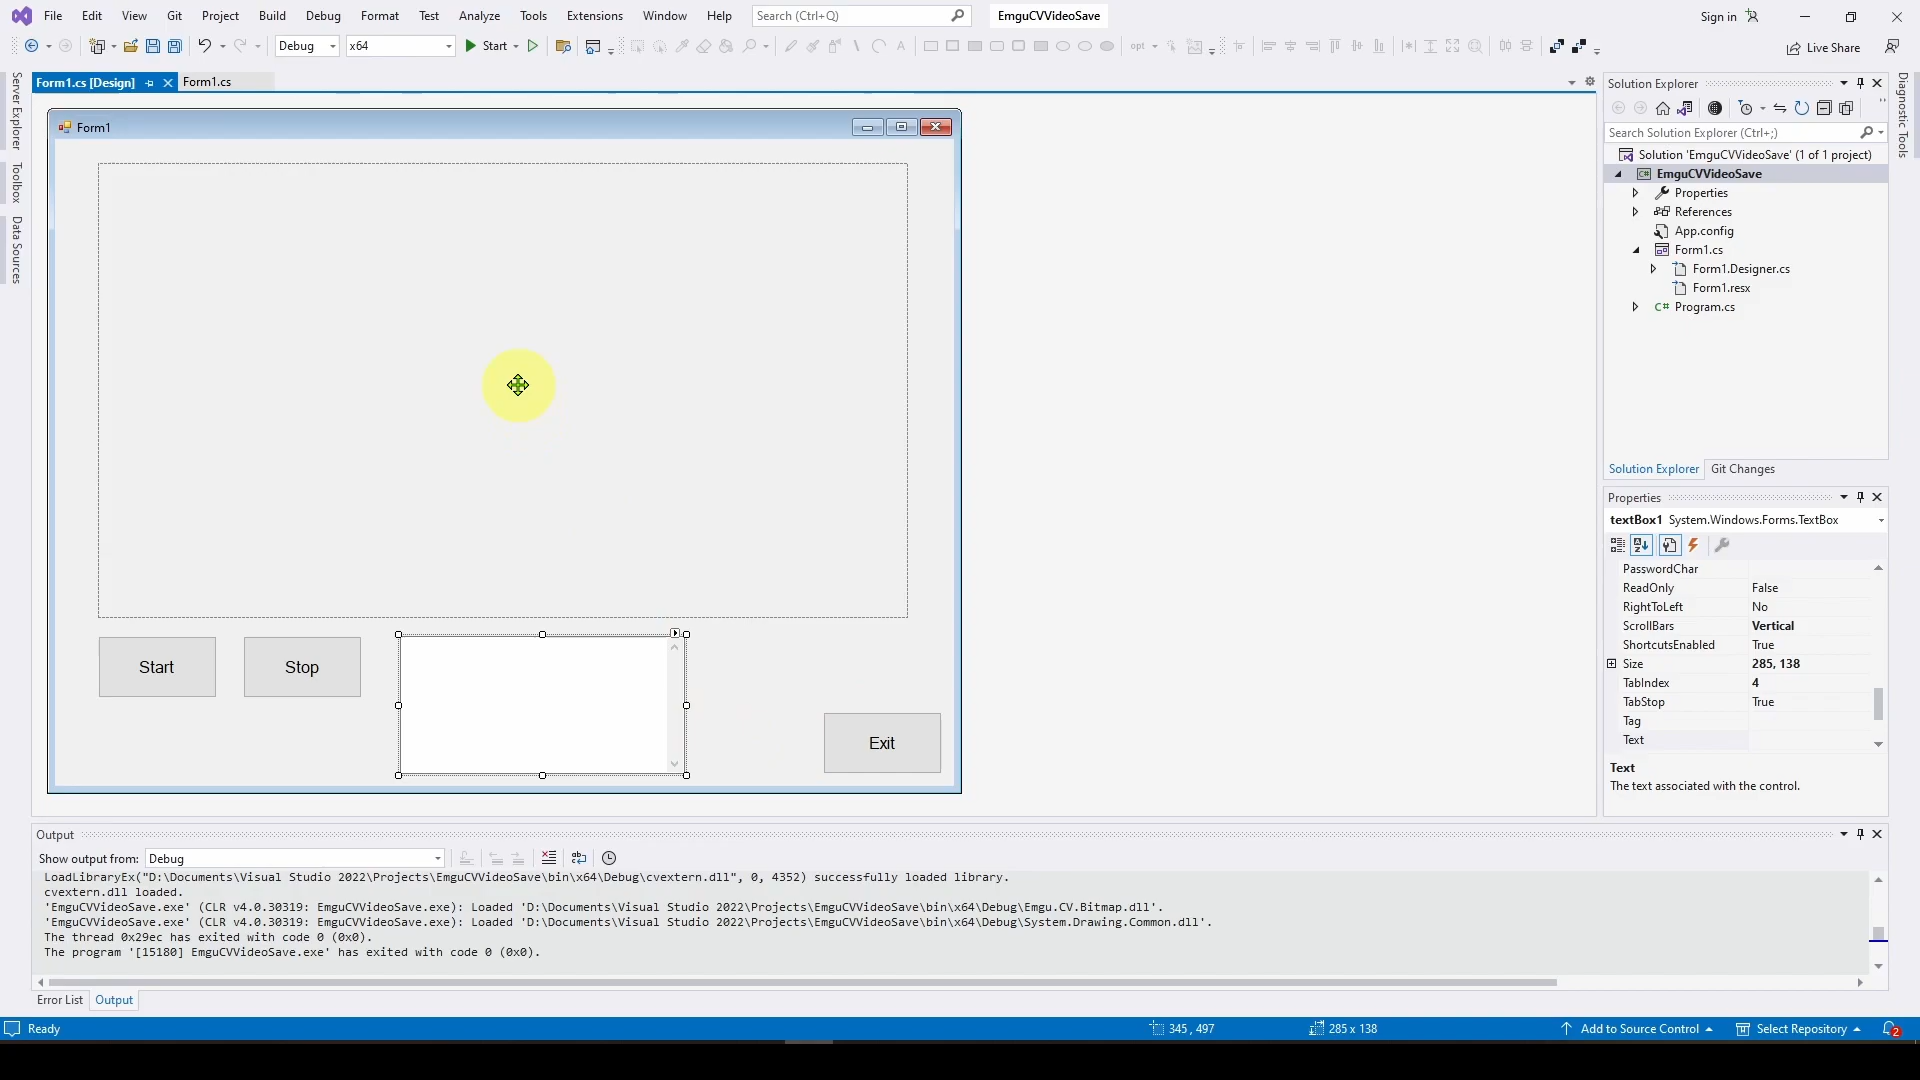 File Edit View Git Project Build Debug Format Test Analyze Tools Extensions Window Help Search (Ctrl+Q) EmguCVVideoSave Sign in
Debug x64 Start opt Live Share
Form1.cs [Design] Form1.cs
Server Explorer
Toolbox
Data Sources
Form1
Start
Stop
Exit
Solution Explorer
Search Solution Explorer (Ctrl+;)
Solution 'EmguCVVideoSave' (1 of 1 project)
C# EmguCVVideoSave
Properties
References
App.config
Form1.cs
Form1.Designer.cs
Form1.resx
C# Program.cs
Solution Explorer Git Changes
Diagnostic Tools
Properties
textBox1 System.Windows.Forms.TextBox
PasswordChar
ReadOnly False
RightToLeft No
ScrollBars Vertical
ShortcutsEnabled True
Size 285, 138
TabIndex 4
TabStop True
Tag
Text
Text
The text associated with the control.
Output
Show output from: Debug
LoadLibraryEx("D:\Documents\Visual Studio 2022\Projects\EmguCVVideoSave\bin\x64\Debug\cvextern.dll", 0, 4352) successfully loaded library.
cvextern.dll loaded.
'EmguCVVideoSave.exe' (CLR v4.0.30319: EmguCVVideoSave.exe): Loaded 'D:\Documents\Visual Studio 2022\Projects\EmguCVVideoSave\bin\x64\Debug\Emgu.CV.Bitmap.dll'.
'EmguCVVideoSave.exe' (CLR v4.0.30319: EmguCVVideoSave.exe): Loaded 'D:\Documents\Visual Studio 2022\Projects\EmguCVVideoSave\bin\x64\Debug\System.Drawing.Common.dll'.
The thread 0x29ec has exited with code 0 (0x0).
The program '[15180] EmguCVVideoSave.exe' has exited with code 0 (0x0).
Error List Output
Ready 345 , 497 285 x 138 Add to Source Control Select Repository 2